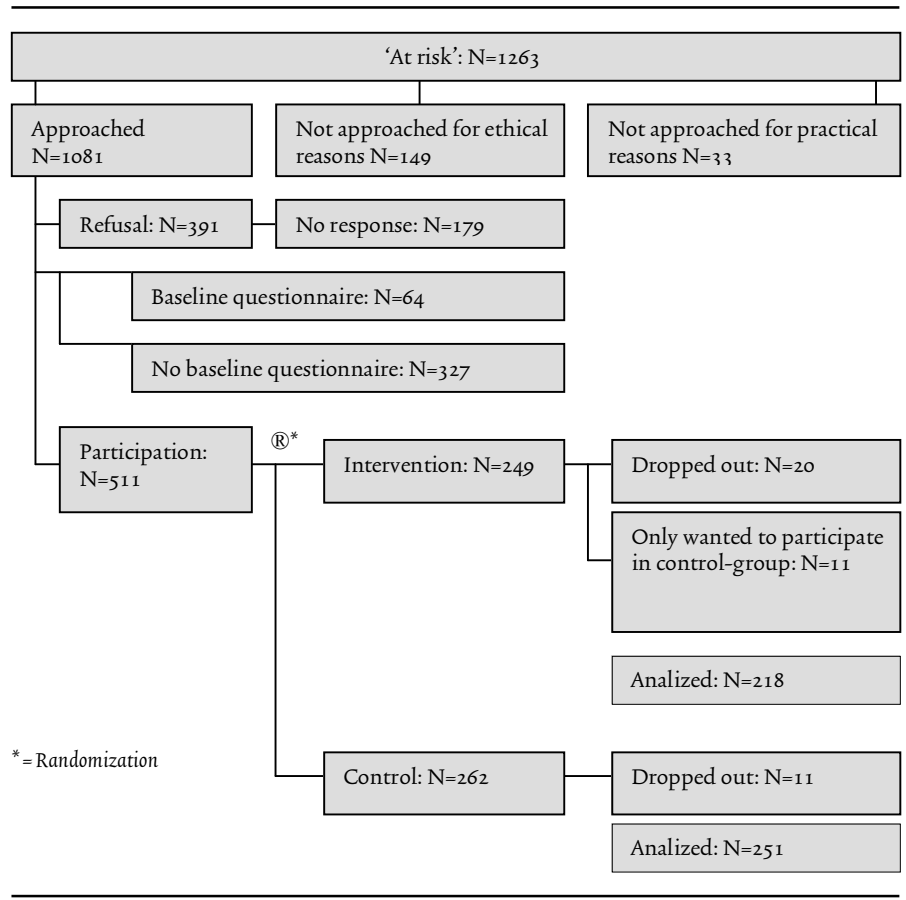 ‘At risk’: N=1263
Approached
N=1081
Not approached for ethical
reasons N=149
Not approached for practical
reasons N=33
Refusal: N=391
No response: N=179
Baseline questionnaire: N=64
No baseline questionnaire: N=327
Participation:
N=511
®*
Intervention: N=249
Dropped out: N=20
Only wanted to participate
in control-group: N=11
Analized: N=218
* = Randomization
Control: N=262
Dropped out: N=11
Analized: N=251